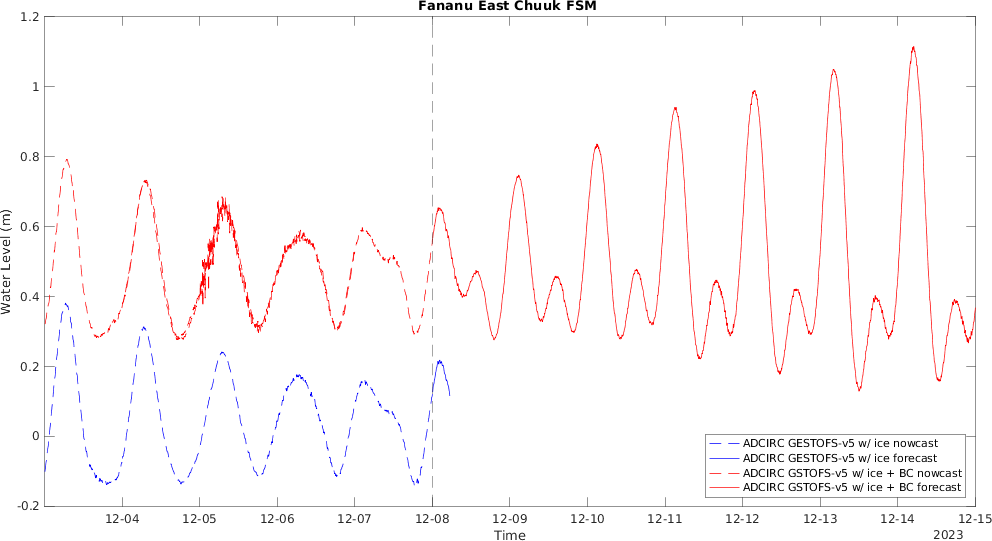 Fananu East Chuuk FSM
1.2
1
0.8
0.6
0.4
0.2
0
-0.2
Water Level (m)
ADCIRC GESTOFS-v5 w/ ice nowcast
ADCIRC GESTOFS-v5 w/ ice forecast
ADCIRC GSTOFS-v5 w/ ice + BC nowcast
ADCIRC GSTOFS-v5 w/ ice + BC forecast
12-04 12-05 12-06 12-07 12-08 12-09 12-10 12-11 12-12 12-13 12-14 12-15
Time
2023